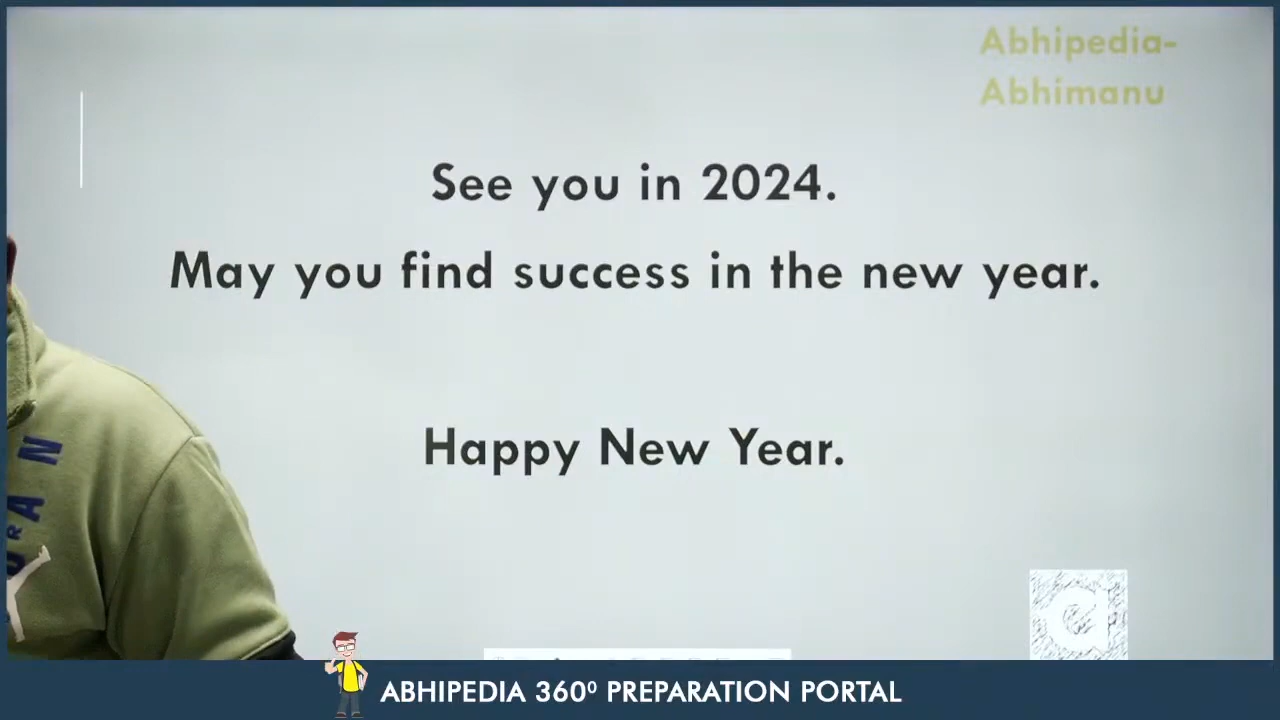 Abhipedia-
Abhimanu
See you in 2024.
May you find success in the new year.
Happy New Year.
ABHIPEDIA 360⁰ PREPARATION PORTAL